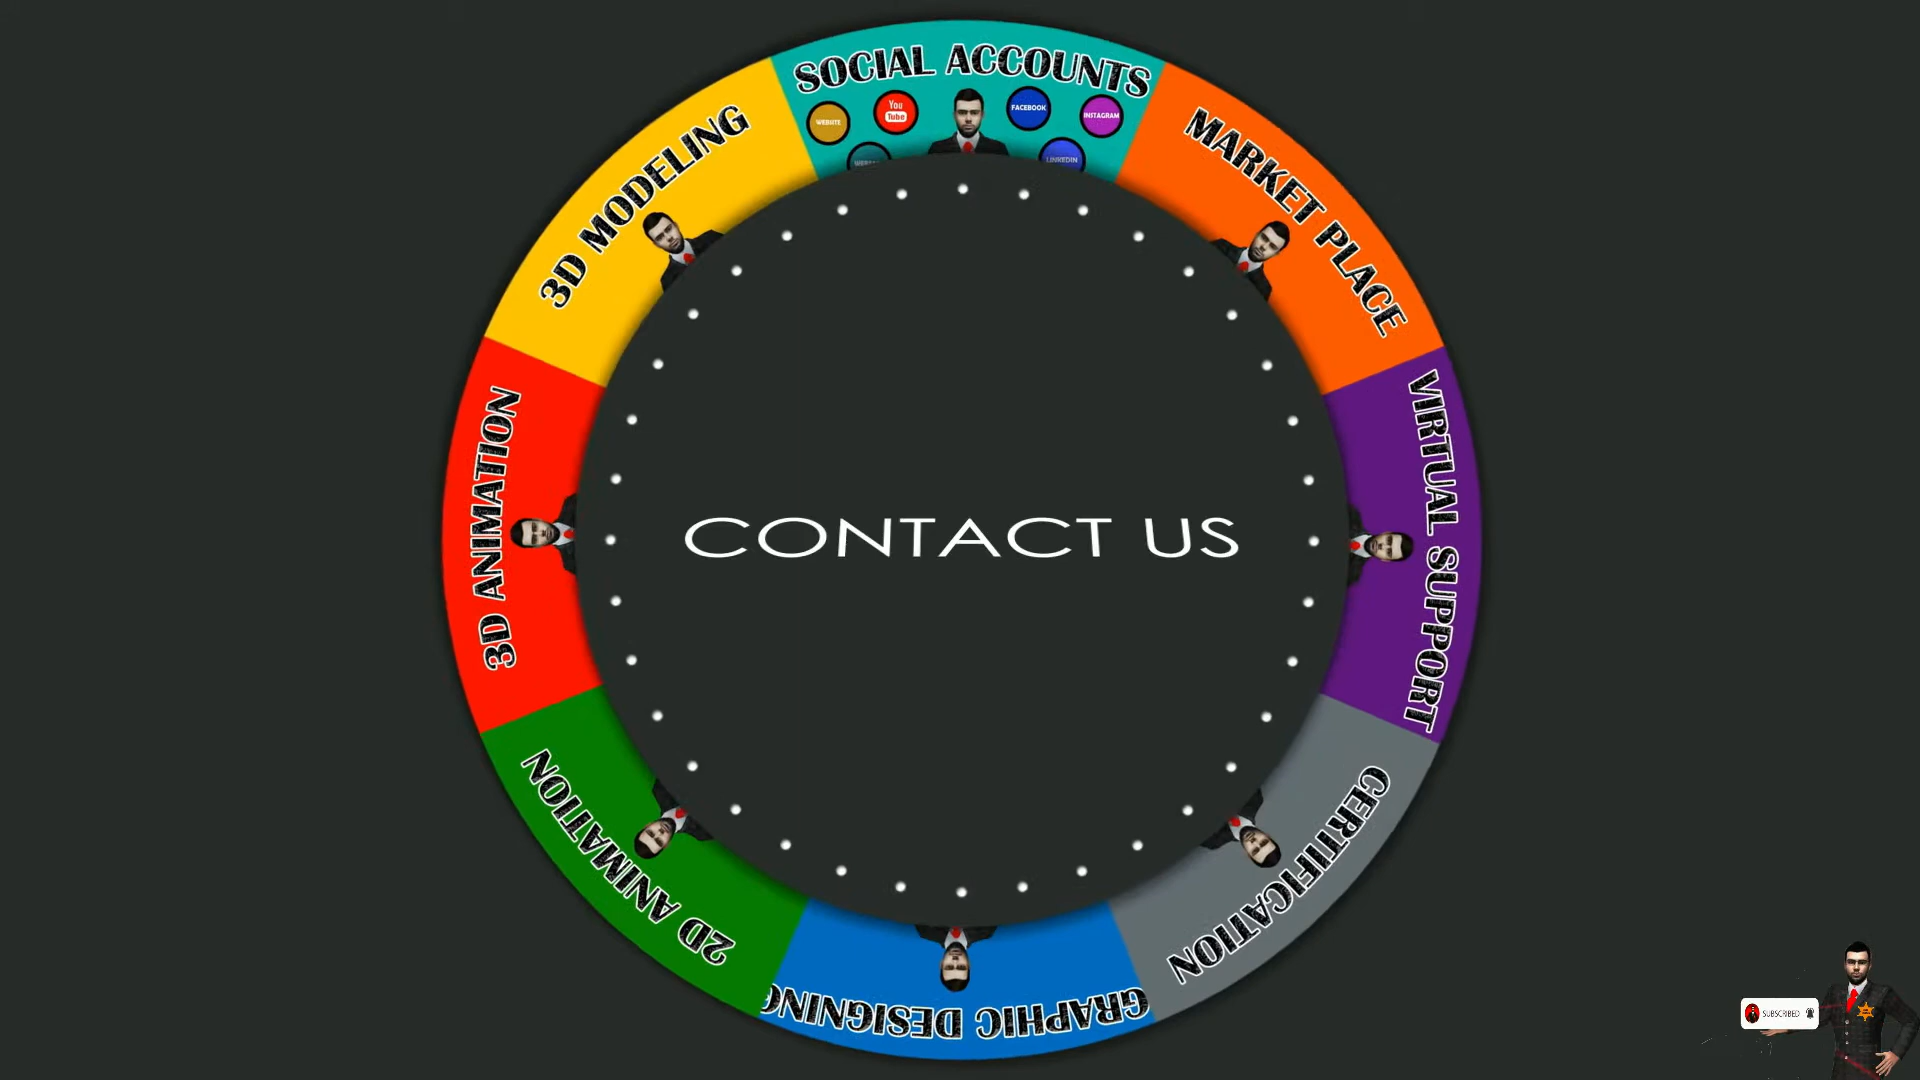 SOCIAL ACCOUNTS
WEBSITE
You
Tube
FACEBOOK
INSTAGRAM
LINKEDIN
MARKET PLACE
VIRTUAL SUPPORT
CERTIFICATION
GRAPHIC DESIGNING
2D ANIMATION
3D ANIMATION
3D MODELING
CONTACT US
SUBSCRIBED